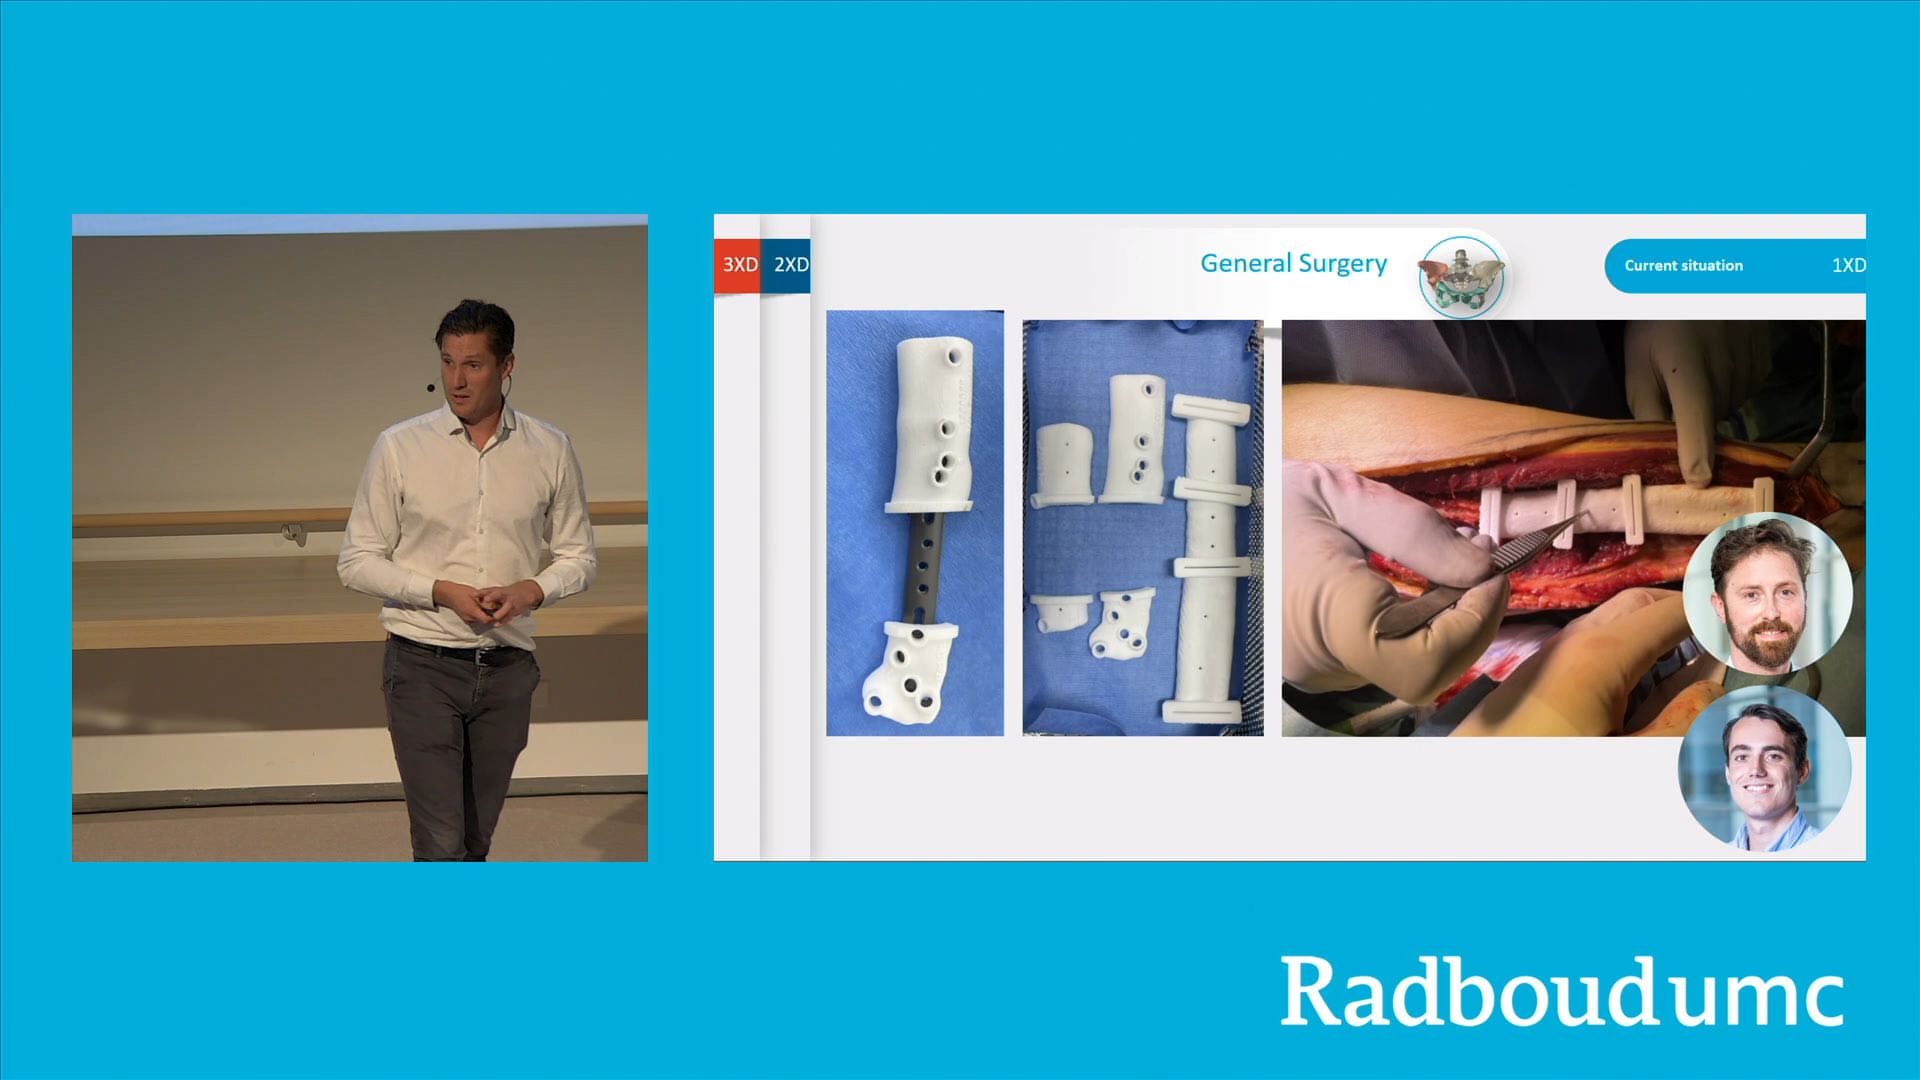 3XD
2XD
General Surgery
Current situation
1XD
Radboudumc